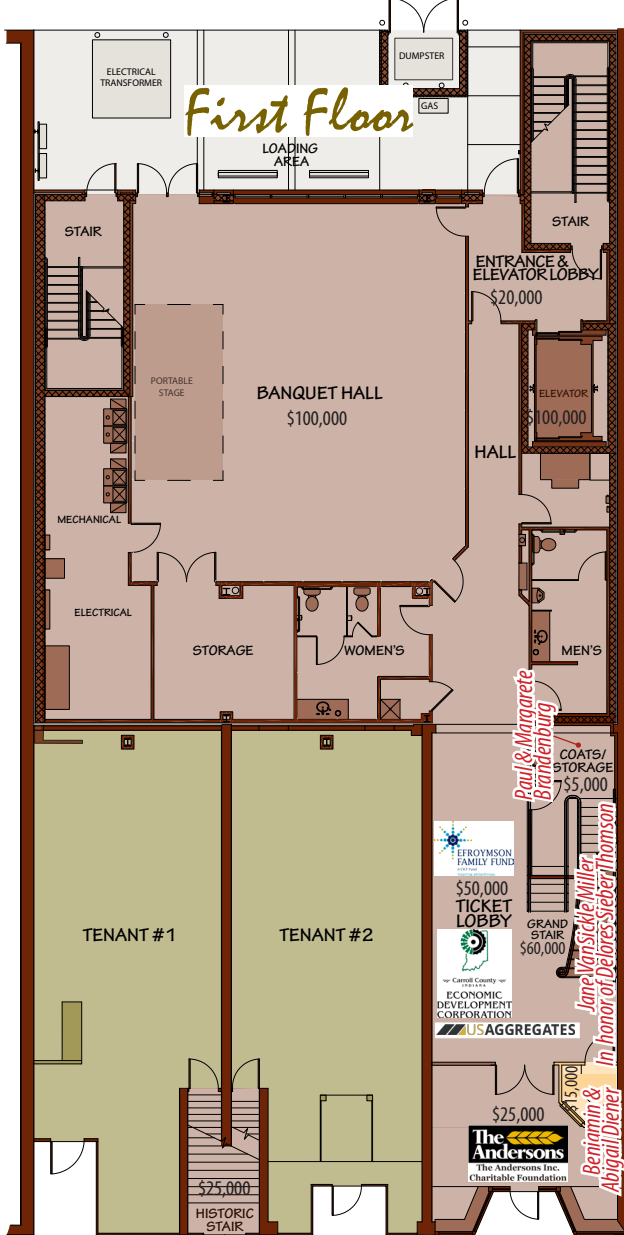 DUMPSTER
ELECTRICAL
TRANSFORMER
GAS
First Floor
LOADING
AREA
STAIR
STAIR
ENTRANCE &
ELEVATOR LOBBY
$20,000
PORTABLE
STAGE
BANQUET HALL
$100,000
ELEVATOR
$100,000
HALL
MECHANICAL
ELECTRICAL
STORAGE
WOMEN'S
MEN'S
Paul & Margarete
Brandenburg
COATS/
STORAGE
$5,000
EFROYMSON
FAMILY FUND
$50,000
TICKET
LOBBY
GRAND
STAIR
$60,000
Jane VanSickle Miller
In honor of Delores Sieber Thomson
Carroll County
INDIANA
ECONOMIC
DEVELOPMENT
CORPORATION
USAGGREGATES
TENANT #1
TENANT #2
$15,000
Benjamin &
Abigail Diener
$25,000
The
Andersons
The Andersons Inc.
Charitable Foundation
$25,000
HISTORIC
STAIR